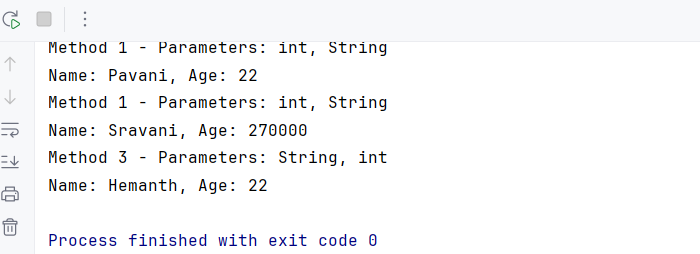 Method 1 - Parameters: int, String
Name: Pavani, Age: 22
Method 1 - Parameters: int, String
Name: Sravani, Age: 270000
Method 3 - Parameters: String, int
Name: Hemanth, Age: 22
Process finished with exit code 0